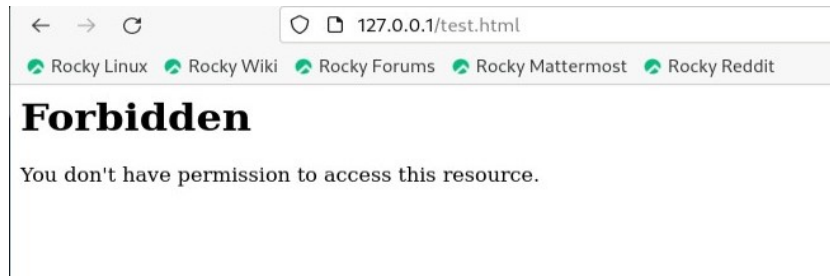 127.0.0.1/test.html
Rocky Linux Rocky Wiki Rocky Forums Rocky Mattermost Rocky Reddit
Forbidden
You don't have permission to access this resource.